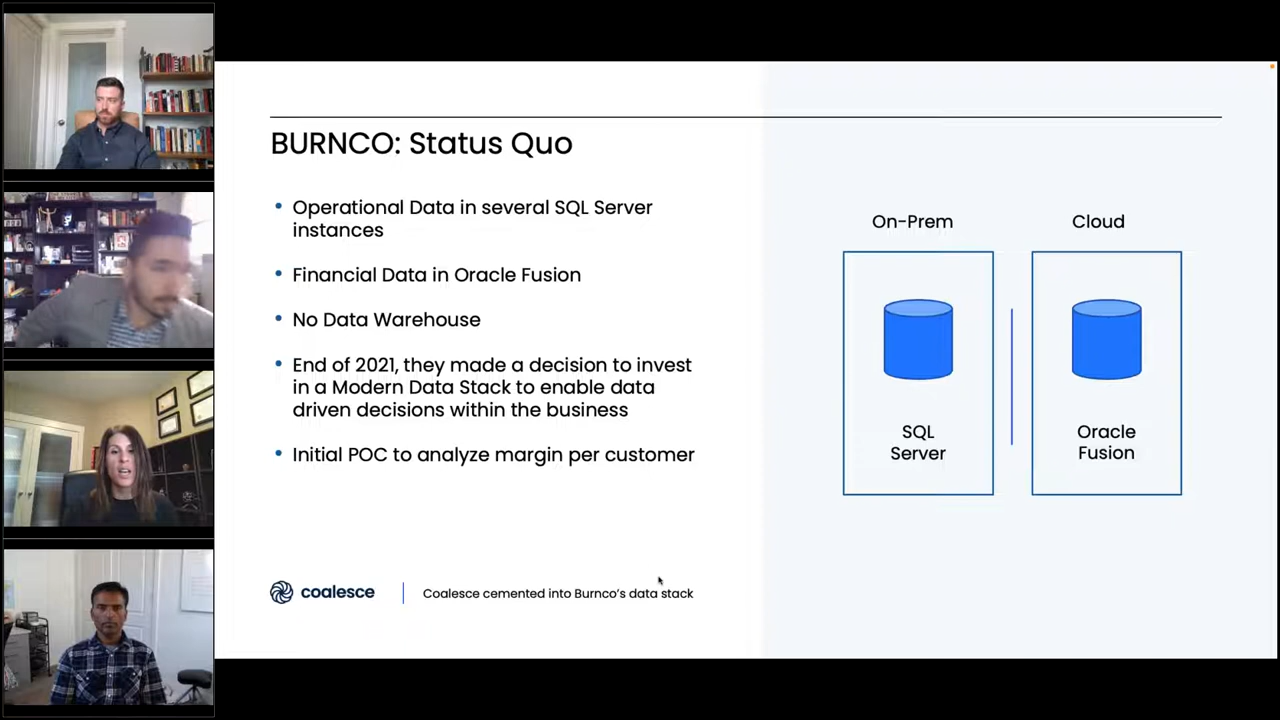 BURNCO: Status Quo
• Operational Data in several SQL Server
instances
• Financial Data in Oracle Fusion
• No Data Warehouse
• End of 2021, they made a decision to invest
in a Modern Data Stack to enable data
driven decisions within the business
• Initial POC to analyze margin per customer
On-Prem
Cloud
SQL
Server
Oracle
Fusion
coalesce
Coalesce cemented into Burnco's data stack